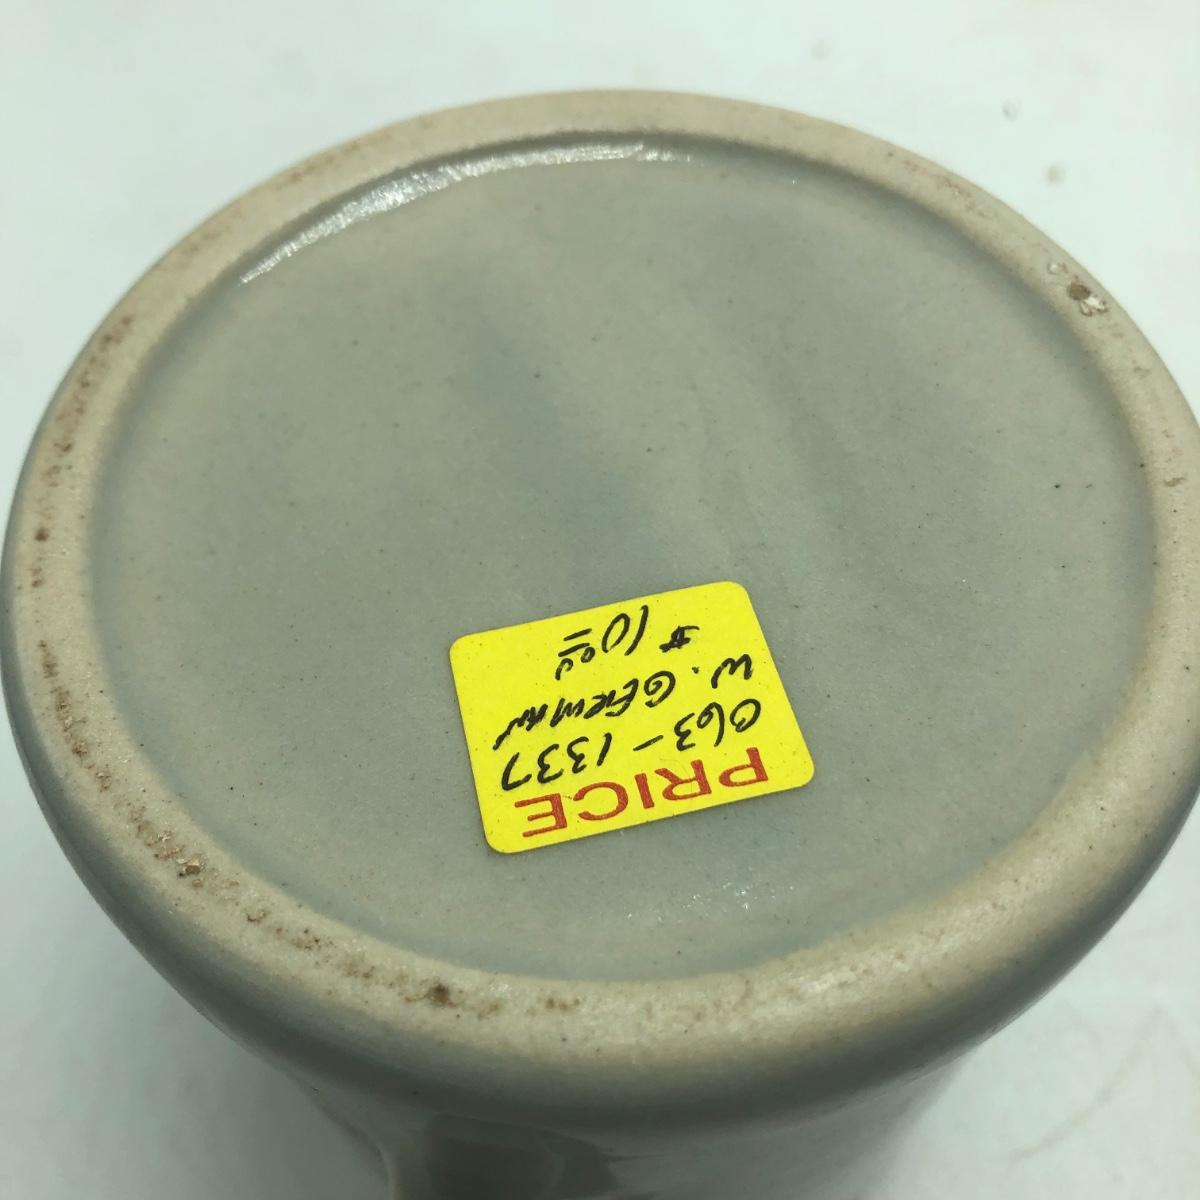 PRICE
063-1337
W. GERMAN
$10.00